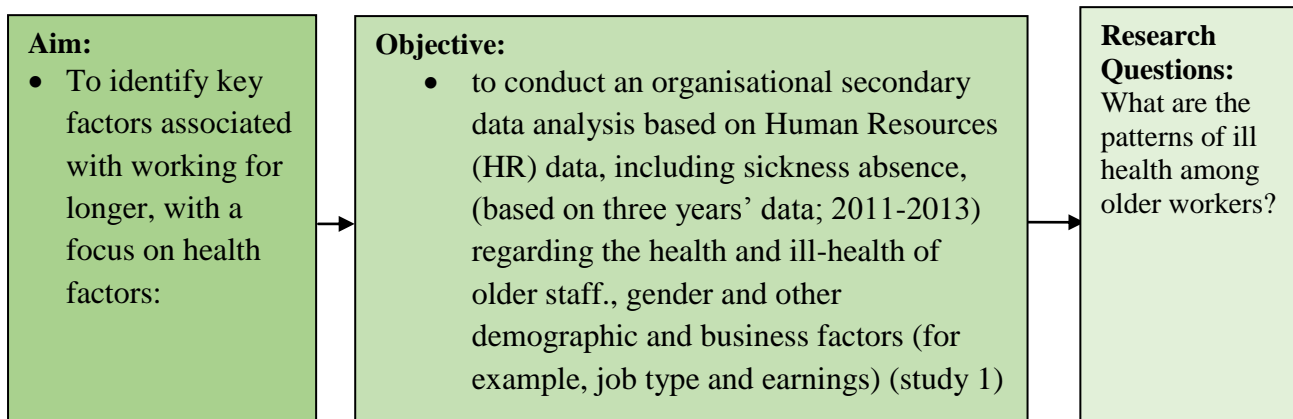 Aim:
• To identify key
factors associated
with working for
longer, with a
focus on health
factors:
Objective:
• to conduct an organisational secondary
data analysis based on Human Resources
(HR) data, including sickness absence,
(based on three years’ data; 2011-2013)
regarding the health and ill-health of
older staff., gender and other
demographic and business factors (for
example, job type and earnings) (study 1)
Research
Questions:
What are the
patterns of ill
health among
older workers?